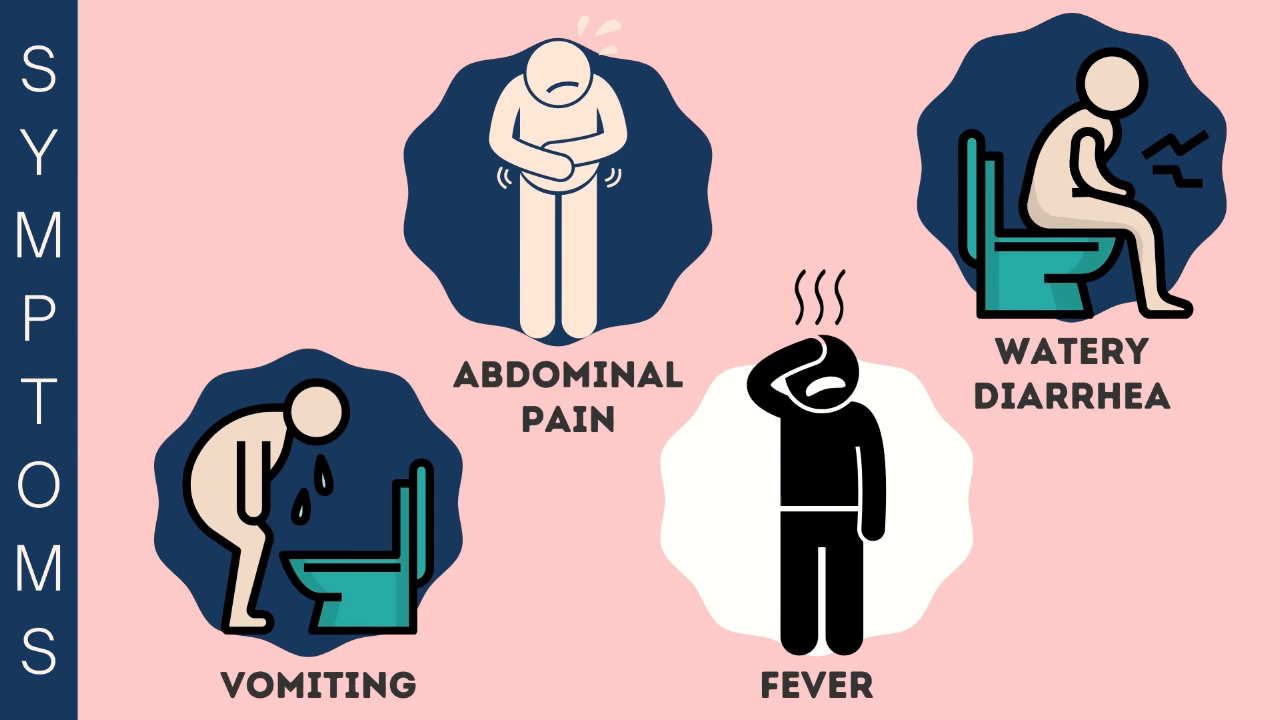 SYMPTOMS
ABDOMINAL
PAIN
WATERY
DIARRHEA
VOMITING
FEVER